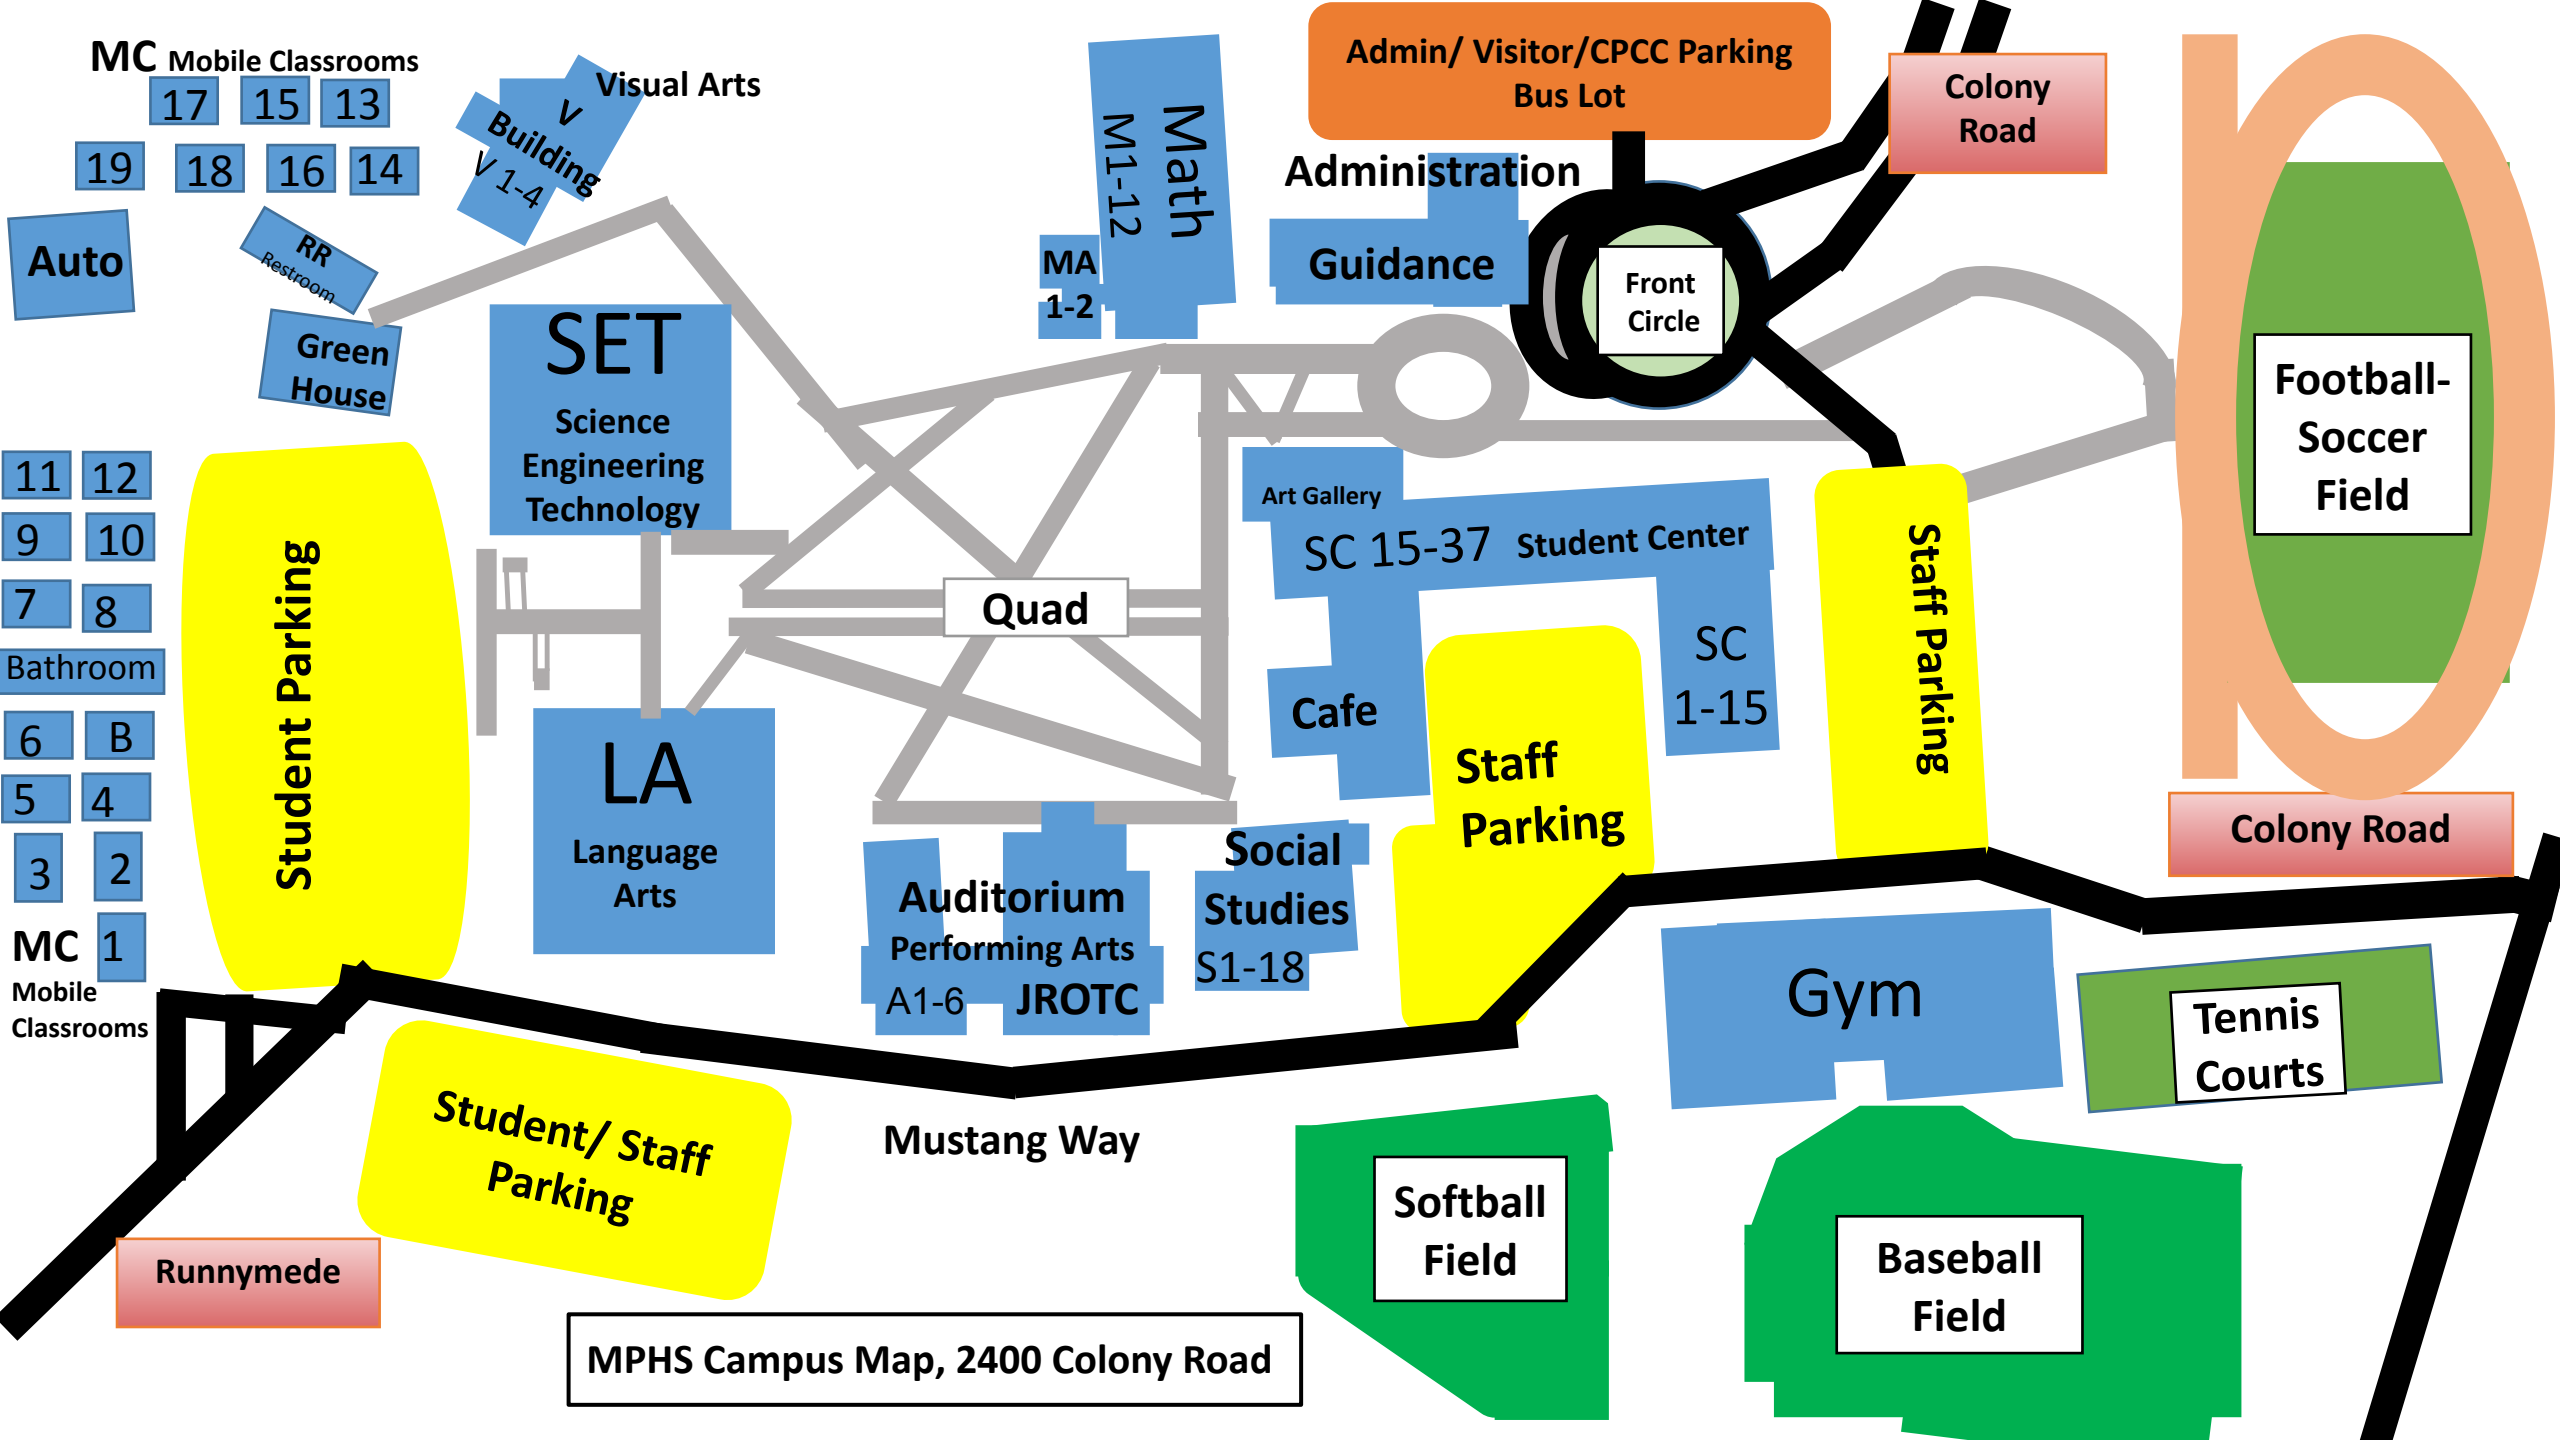 MC Mobile Classrooms
17
15
13
19
18
16
14
Auto
RR
Restroom
Green
House
Visual Arts
V
Building
V 1-4
SET
Science
Engineering
Technology
Math
M1-12
MA
1-2
Admin/ Visitor/CPCC Parking
Bus Lot
Administration
Guidance
Front
Circle
Colony
Road
Football-
Soccer
Field
11
12
9
10
7
8
Bathroom
6
B
5
4
3
2
MC
1
Mobile
Classrooms
Student Parking
LA
Language
Arts
Quad
Art Gallery
SC 15-37 Student Center
SC
1-15
Cafe
Staff
Parking
Staff Parking
Colony Road
Auditorium
Performing Arts
A1-6
JROTC
Social
Studies
S1-18
Gym
Tennis
Courts
Student/ Staff
Parking
Mustang Way
Softball
Field
Baseball
Field
Runnymede
MPHS Campus Map, 2400 Colony Road